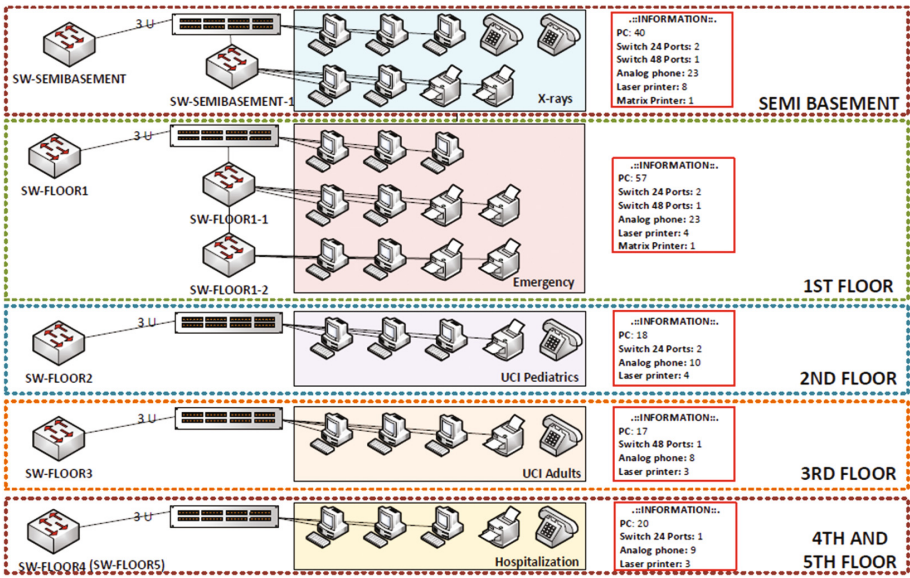 3 U
SW-SEMIBASEMENT
SW-SEMIBASEMENT-1
X-rays
.::INFORMATION::.
PC: 40
Switch 24 Ports: 2
Switch 48 Ports: 1
Analog phone: 23
Laser printer: 8
Matrix Printer: 1
SEMI BASEMENT
3 U
SW-FLOOR1
SW-FLOOR1-1
SW-FLOOR1-2
Emergency
.::INFORMATION::.
PC: 57
Switch 24 Ports: 2
Switch 48 Ports: 1
Analog phone: 23
Laser printer: 4
Matrix Printer: 1
1ST FLOOR
3 U
SW-FLOOR2
UCI Pediatrics
.::INFORMATION::.
PC: 18
Switch 24 Ports: 2
Analog phone: 10
Laser printer: 4
2ND FLOOR
3 U
SW-FLOOR3
UCI Adults
.::INFORMATION::.
PC: 17
Switch 48 Ports: 1
Analog phone: 8
Laser printer: 3
3RD FLOOR
3 U
SW-FLOOR4 (SW-FLOOR5)
Hospitalization
.::INFORMATION::.
PC: 20
Switch 24 Ports: 1
Analog phone: 9
Laser printer: 3
4TH AND
5TH FLOOR